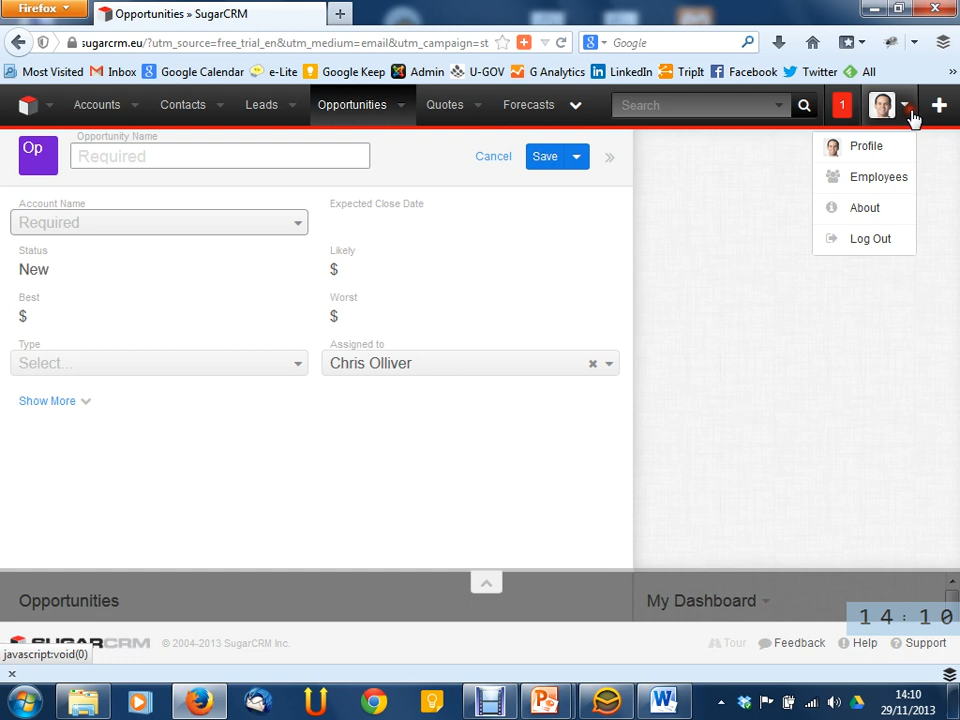 Firefox
Opportunities » SugarCRM
sugarcrm.eu/?utm_source=free_trial_en&utm_medium=email&utm_campaign=st
Google
Most Visited Inbox Google Calendar e-Lite Google Keep Admin U-GOV G Analytics LinkedIn TripIt Facebook Twitter All
Accounts Contacts Leads Opportunities Quotes Forecasts Search 1
Op
Opportunity Name
Required
Cancel Save
Profile
Employees
About
Log Out
Account Name
Required
Expected Close Date
Status
New
Likely
$
Best
$
Worst
$
Type
Select...
Assigned to
Chris Olliver
Show More
Opportunities
My Dashboard
14:10
SUGARCRM © 2004-2013 SugarCRM Inc.
Tour Feedback Help Support
javascript:void(0)
14:10
29/11/2013